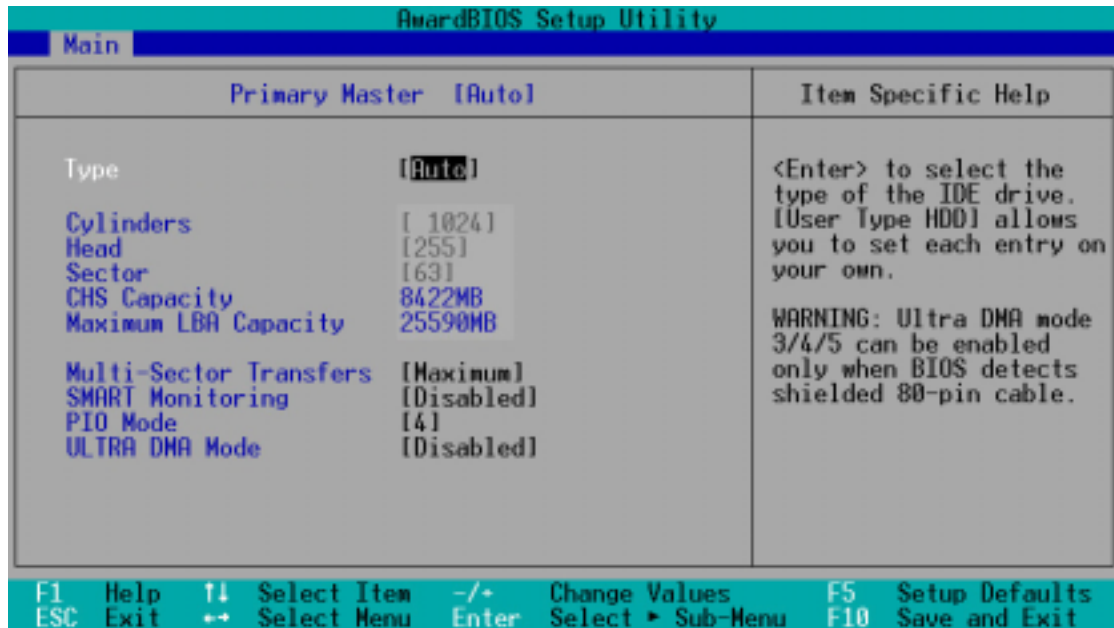 AwardBIOS Setup Utility
Main
Primary Master [Auto]
Item Specific Help
Type [Auto]
Cylinders [ 1024]
Head [255]
Sector [63]
CHS Capacity 8422MB
Maximum LBA Capacity 25590MB
Multi-Sector Transfers [Maximum]
SMART Monitoring [Disabled]
PIO Mode [4]
ULTRA DMA Mode [Disabled]
<Enter> to select the
type of the IDE drive.
[User Type HDD] allows
you to set each entry on
your own.
WARNING: Ultra DMA mode
3/4/5 can be enabled
only when BIOS detects
shielded 80-pin cable.
F1 Help ↑↓ Select Item -/+ Change Values F5 Setup Defaults
ESC Exit ←→ Select Menu Enter Select ► Sub-Menu F10 Save and Exit